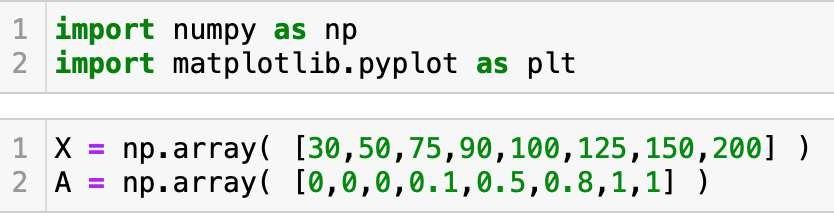 1 import numpy as np
2 import matplotlib.pyplot as plt
1 X = np.array( [30,50,75,90,100,125,150,200] )
2 A = np.array( [0,0,0,0.1,0.5,0.8,1,1] )